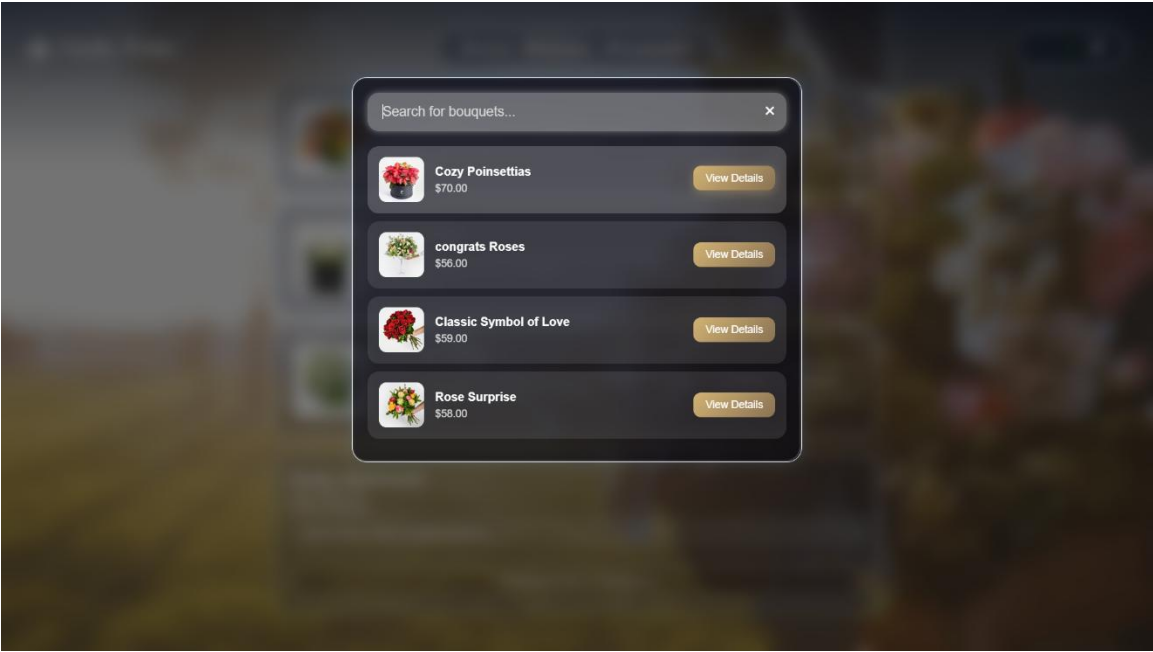 Search for bouquets...
×
Cozy Poinsettias
$70.00
View Details
congrats Roses
$56.00
View Details
Classic Symbol of Love
$59.00
View Details
Rose Surprise
$58.00
View Details